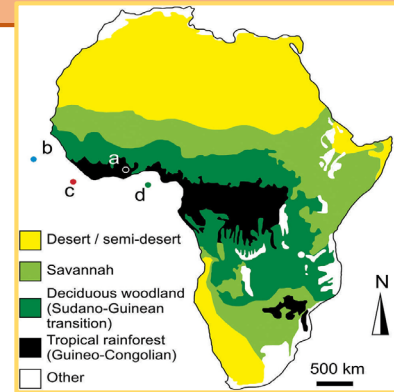 b
a
c
d
Desert / semi-desert
Savannah
Deciduous woodland
(Sudano-Guinean
transition)
Tropical rainforest
(Guineo-Congolian)
Other
N
500 km